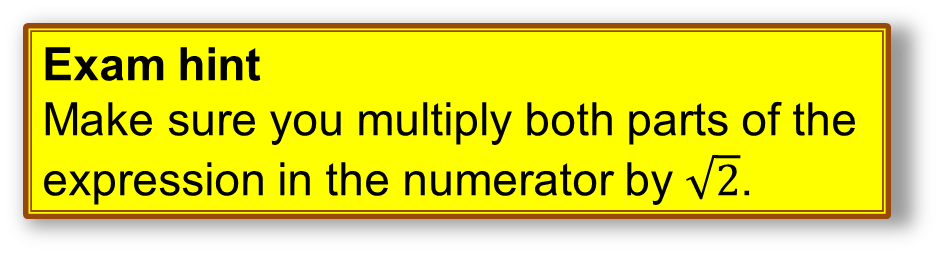 Exam hint
Make sure you multiply both parts of the
expression in the numerator by √2.